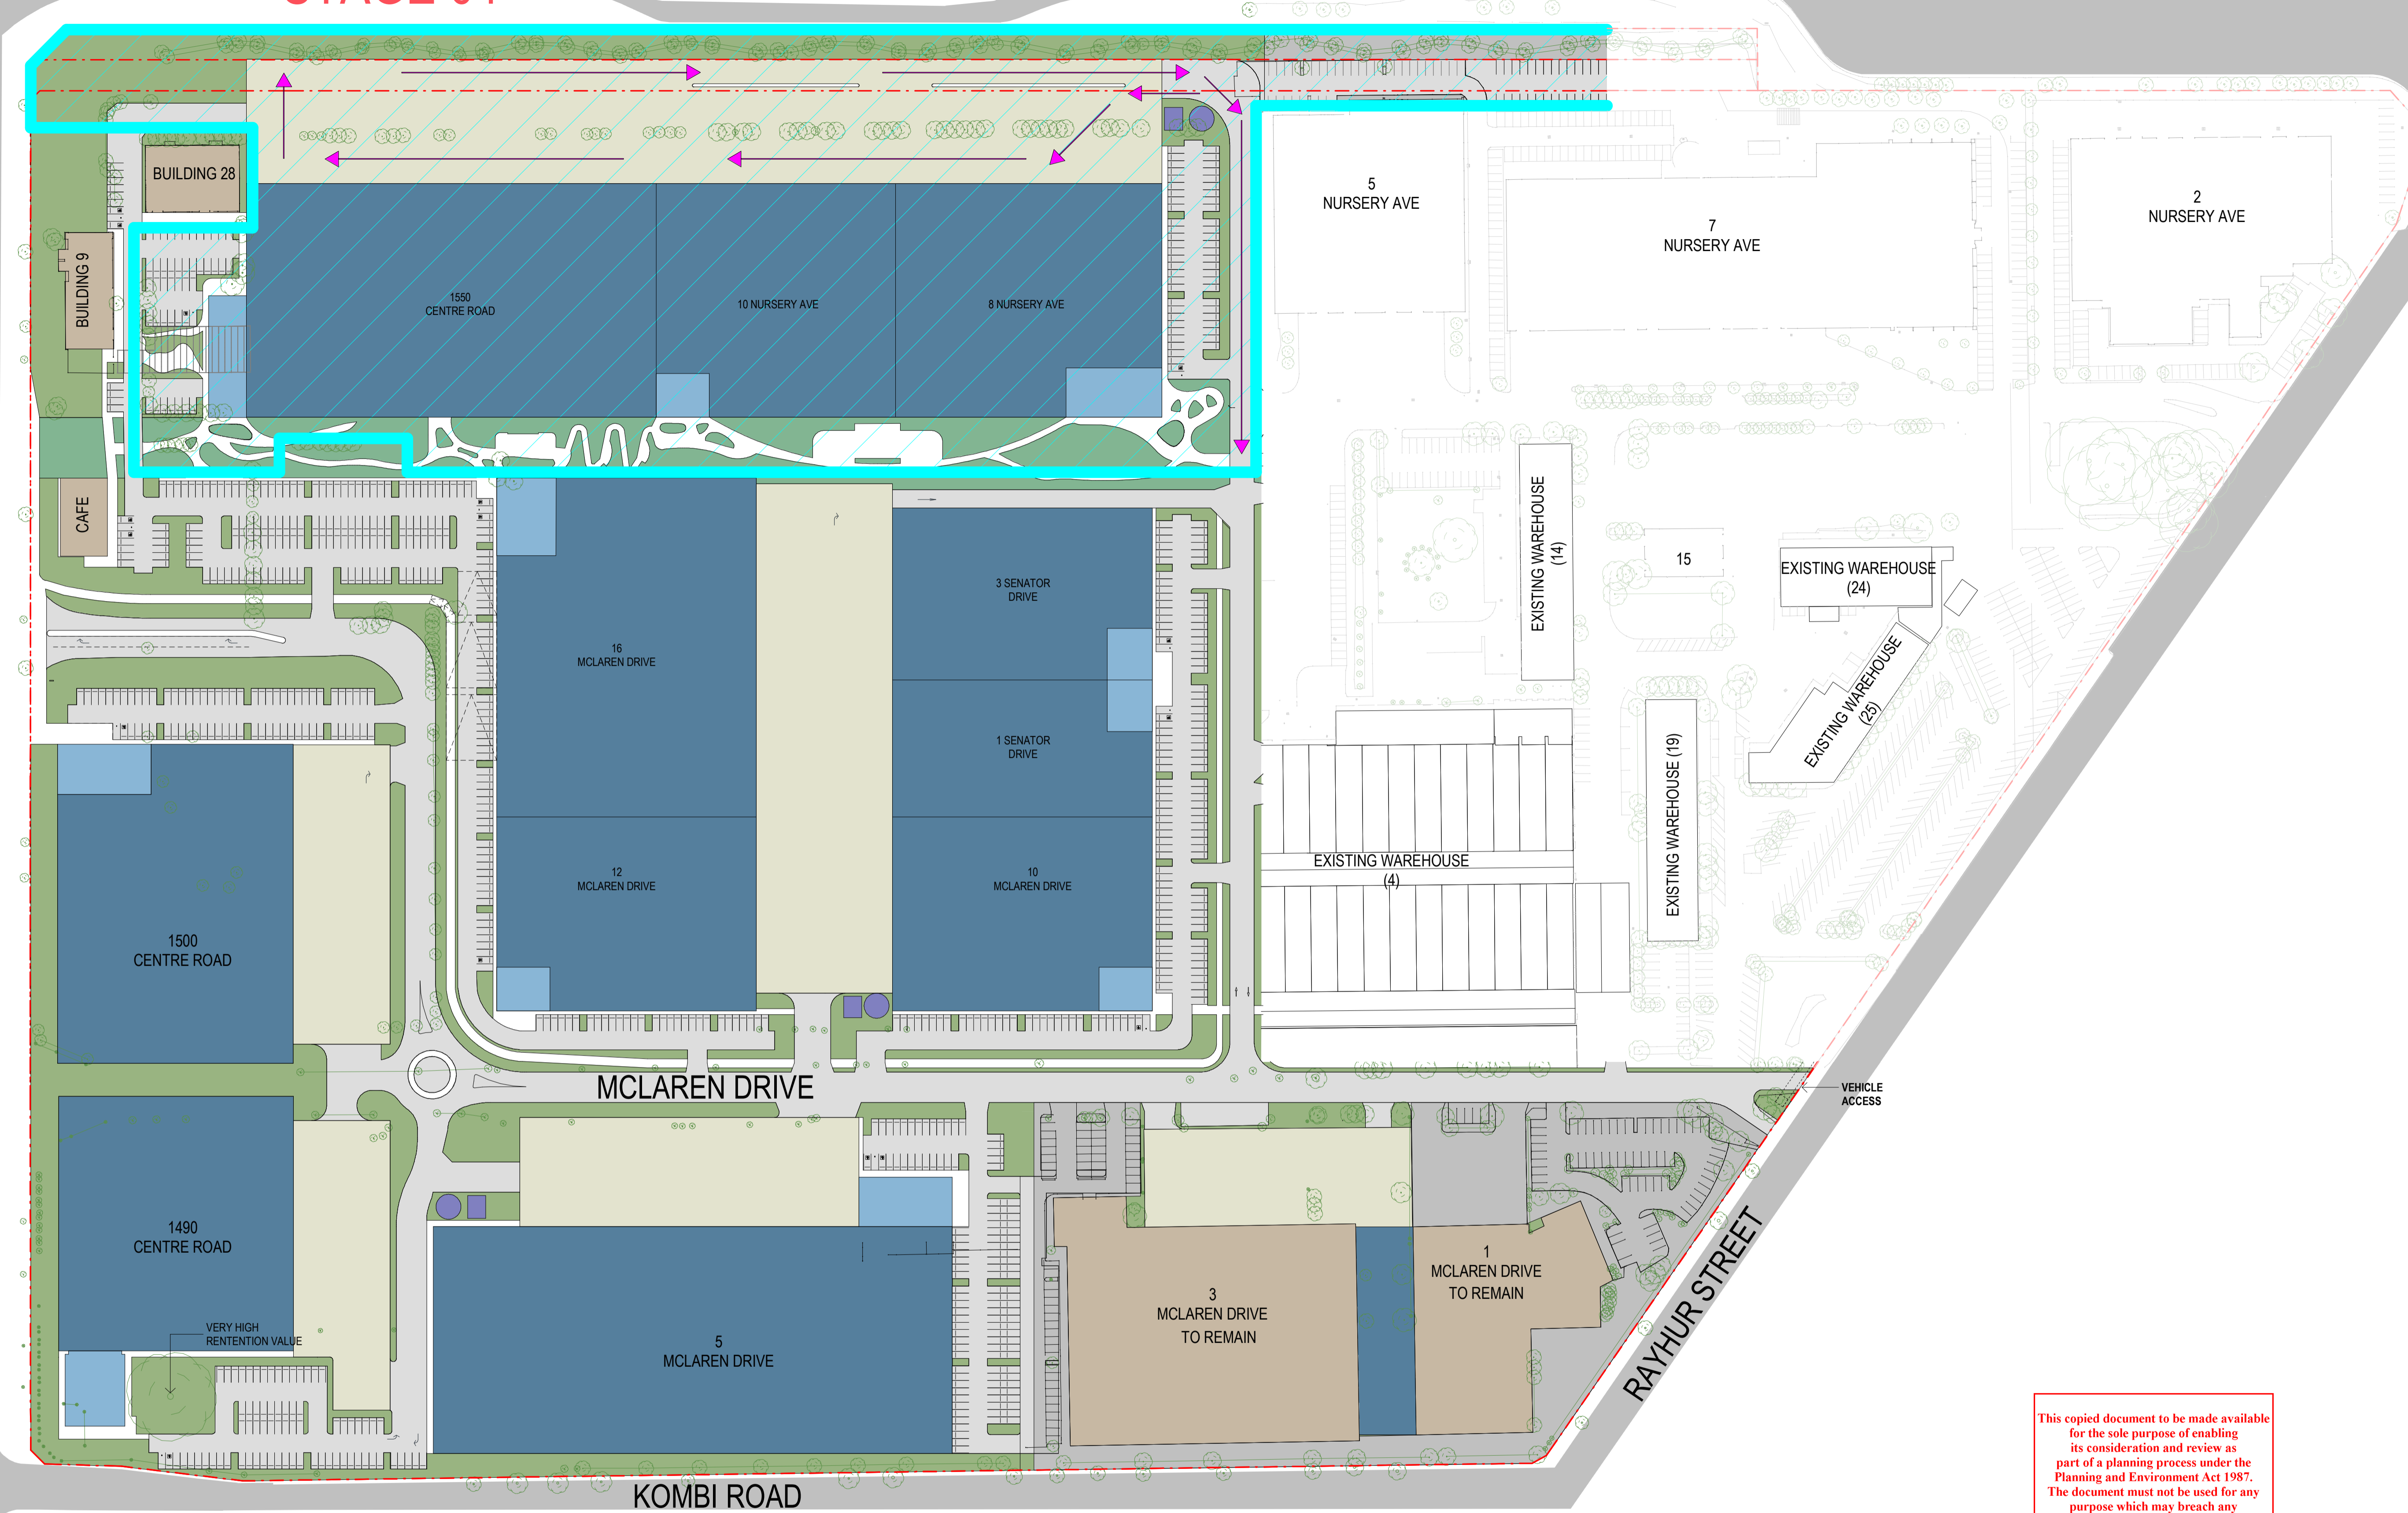 STAGE 01
BUILDING 28
BUILDING 9
1550
CENTRE ROAD
10 NURSERY AVE
8 NURSERY AVE
5
NURSERY AVE
7
NURSERY AVE
2
NURSERY AVE
CAFE
3 SENATOR
DRIVE
16
MCLAREN DRIVE
1 SENATOR
DRIVE
12
MCLAREN DRIVE
10
MCLAREN DRIVE
EXISTING WAREHOUSE
(14)
15
EXISTING WAREHOUSE
(24)
EXISTING WAREHOUSE
(25)
EXISTING WAREHOUSE (19)
EXISTING WAREHOUSE
(4)
1500
CENTRE ROAD
MCLAREN DRIVE
VEHICLE
ACCESS
1490
CENTRE ROAD
VERY HIGH
RENTENTION VALUE
5
MCLAREN DRIVE
3
MCLAREN DRIVE
TO REMAIN
1
MCLAREN DRIVE
TO REMAIN
RAYHUR STREET
KOMBI ROAD
This copied document to be made available
for the sole purpose of enabling
its consideration and review as
part of a planning process under the
Planning and Environment Act 1987.
The document must not be used for any
purpose which may breach any